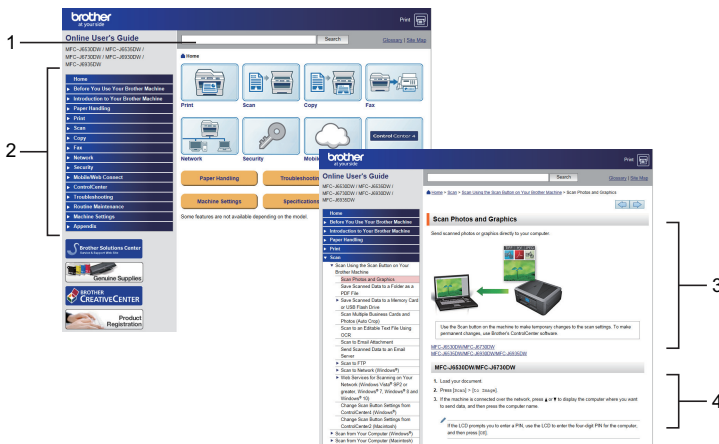 brother
at your side
Print
Online User's Guide
MFC-J6530DW / MFC-J6535DW /
MFC-J6730DW / MFC-J6930DW /
MFC-J6935DW
Search
Glossary | Site Map
1
Home
2
Home
Before You Use Your Brother Machine
Introduction to Your Brother Machine
Paper Handling
Print
Scan
Copy
Fax
Network
Security
Mobile/Web Connect
ControlCenter
Troubleshooting
Routine Maintenance
Machine Settings
Appendix
Brother Solutions Center
Genuine Supplies
BROTHER
CREATIVECENTER
Product
Registration
Print
Scan
Copy
Fax
Network
Security
Control Center 4
Paper Handling
Machine Settings
Some features are not available depending on the model.
brother
at your side
Print
Online User's Guide
MFC-J6530DW / MFC-J6535DW /
MFC-J6730DW / MFC-J6930DW /
MFC-J6935DW
Search
Glossary | Site Map
Home > Scan > Scan Using the Scan Button on Your Brother Machine > Scan Photos and Graphics
Home
Before You Use Your Brother Machine
Introduction to Your Brother Machine
Paper Handling
Print
Scan
Scan Using the Scan Button on Your
Brother Machine
Scan Photos and Graphics
Save Scanned Data to a Folder as a
PDF File
Save Scanned Data to a Memory Card
or USB Flash Drive
Scan Multiple Business Cards and
Photos (Auto Crop)
Scan to an Editable Text File Using
OCR
Scan to Email Attachment
Send Scanned Data to an Email
Server
Scan to FTP
Scan to Network (Windows®)
Web Services for Scanning on Your
Network (Windows Vista® SP2 or
greater, Windows® 7, Windows® 8 and
Windows® 10)
Change Scan Button Settings from
ControlCenter4 (Windows®)
Change Scan Button Settings from
ControlCenter2 (Macintosh)
Scan from Your Computer (Windows®)
Scan from Your Computer (Macintosh)
Scan Photos and Graphics
Send scanned photos or graphics directly to your computer.
3
Use the Scan button on the machine to make temporary changes to the scan settings. To make
permanent changes, use Brother's ControlCenter software.
MFC-J6530DW/MFC-J6730DW
MFC-J6535DW/MFC-J6930DW/MFC-J6935DW
MFC-J6530DW/MFC-J6730DW
4
1. Load your document.
2. Press [Scan] > [to Image].
3. If the machine is connected over the network, press ▲ or ▼ to display the computer where you want
to send data, and then press the computer name.
If the LCD prompts you to enter a PIN, use the LCD to enter the four-digit PIN for the computer,
and then press [OK].